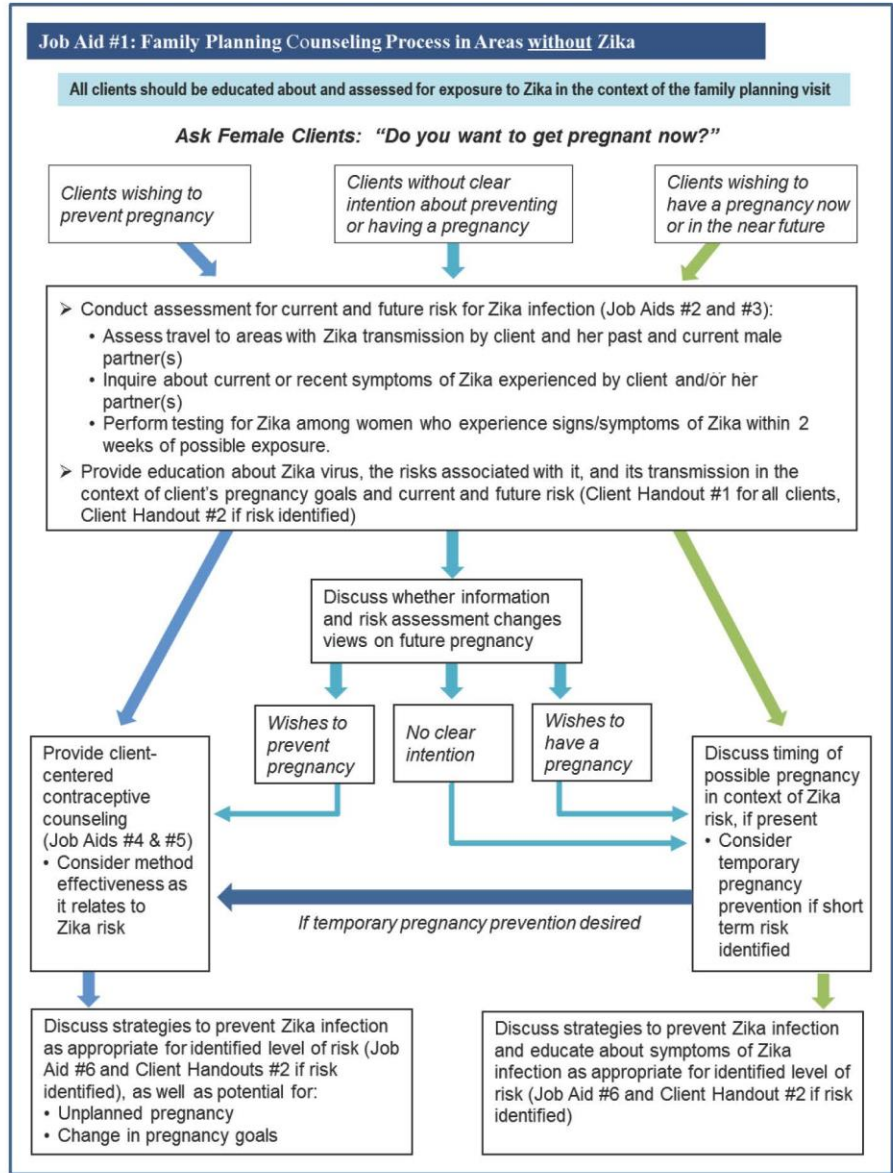 Job Aid #1: Family Planning Counseling Process in Areas without Zika
All clients should be educated about and assessed for exposure to Zika in the context of the family planning visit
Ask Female Clients: “Do you want to get pregnant now?”
Clients wishing to
prevent pregnancy
Clients without clear
intention about preventing
or having a pregnancy
Clients wishing to
have a pregnancy now
or in the near future
➢ Conduct assessment for current and future risk for Zika infection (Job Aids #2 and #3):
• Assess travel to areas with Zika transmission by client and her past and current male
partner(s)
• Inquire about current or recent symptoms of Zika experienced by client and/or her
partner(s)
• Perform testing for Zika among women who experience signs/symptoms of Zika within 2
weeks of possible exposure.
➢ Provide education about Zika virus, the risks associated with it, and its transmission in the
context of client’s pregnancy goals and current and future risk (Client Handout #1 for all clients,
Client Handout #2 if risk identified)
Discuss whether information
and risk assessment changes
views on future pregnancy
Wishes to
prevent
pregnancy
No clear
intention
Wishes to
have a
pregnancy
Provide client-
centered
contraceptive
counseling
(Job Aids #4 & #5)
• Consider method
effectiveness as
it relates to
Zika risk
Discuss timing of
possible pregnancy
in context of Zika
risk, if present
• Consider
temporary
pregnancy
prevention if short
term risk
identified
If temporary pregnancy prevention desired
Discuss strategies to prevent Zika infection
as appropriate for identified level of risk (Job
Aid #6 and Client Handouts #2 if risk
identified), as well as potential for:
• Unplanned pregnancy
• Change in pregnancy goals
Discuss strategies to prevent Zika infection
and educate about symptoms of Zika
infection as appropriate for identified level of
risk (Job Aid #6 and Client Handout #2 if risk
identified)